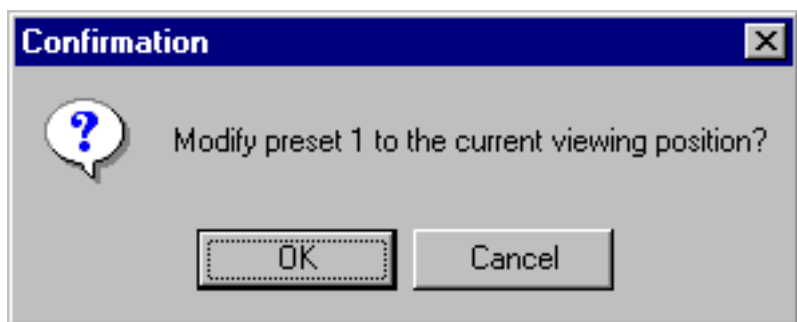 Confirmation
Modify preset 1 to the current viewing position?
OK
Cancel